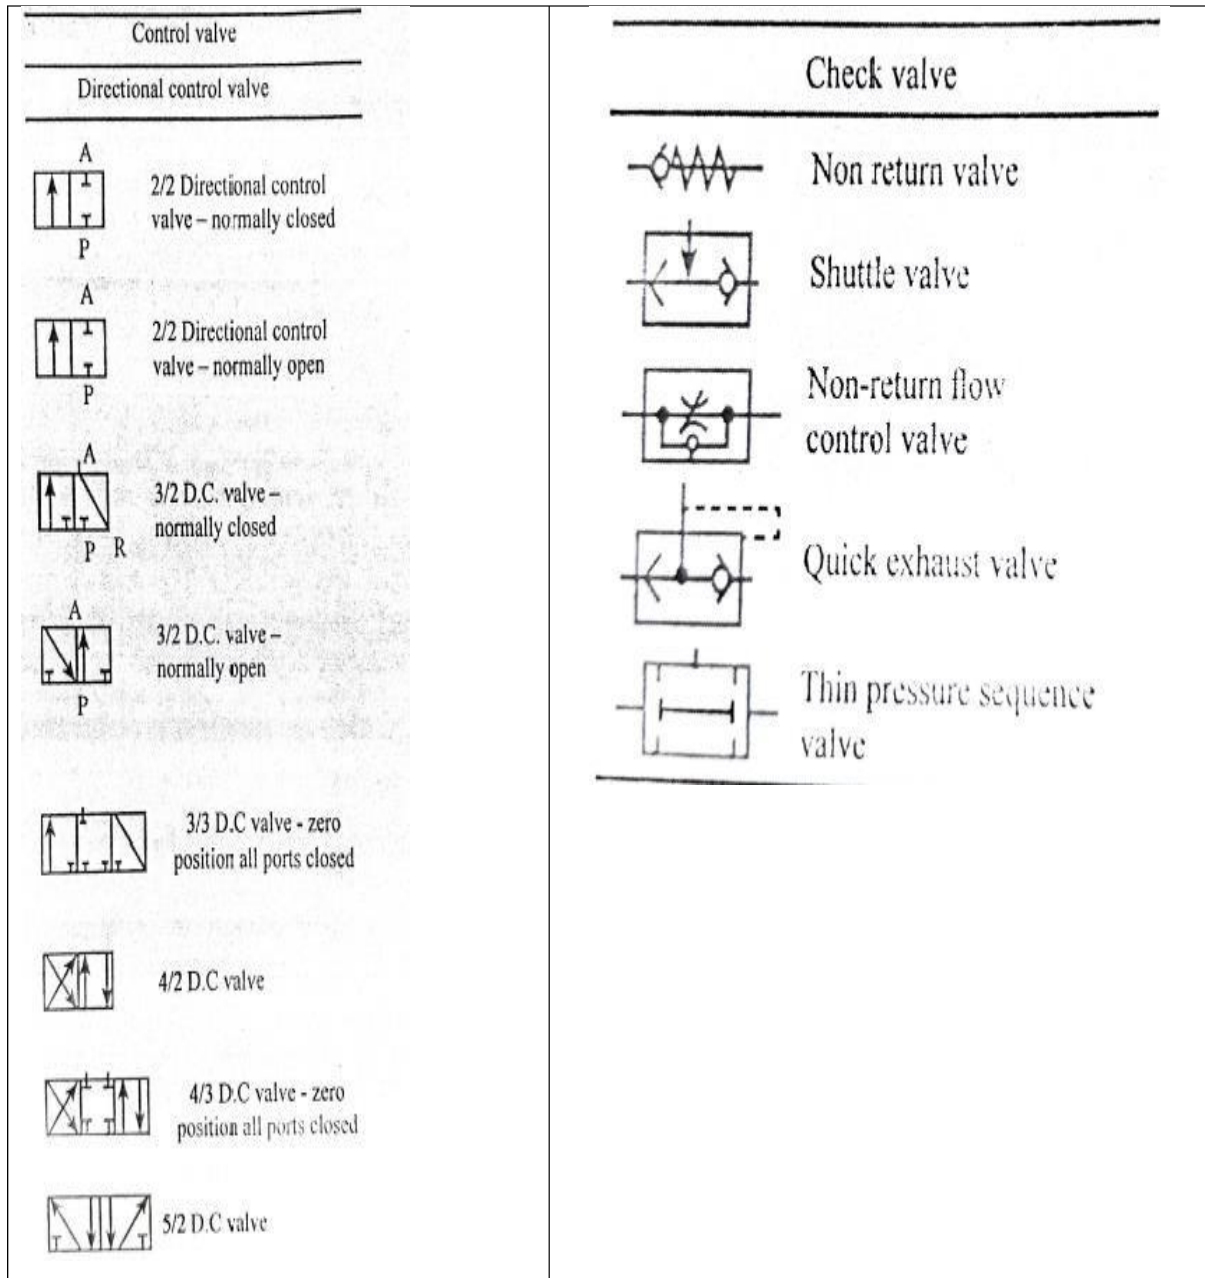 Control valve
Directional control valve
A
2/2 Directional control
valve – normally closed
P
A
2/2 Directional control
valve – normally open
P
A
3/2 D.C. valve –
normally closed
P R
A
3/2 D.C. valve –
normally open
P
3/3 D.C valve - zero
position all ports closed
4/2 D.C valve
4/3 D.C valve - zero
position all ports closed
5/2 D.C valve
Check valve
Non return valve
Shuttle valve
Non-return flow
control valve
Quick exhaust valve
Thin pressure sequence
valve